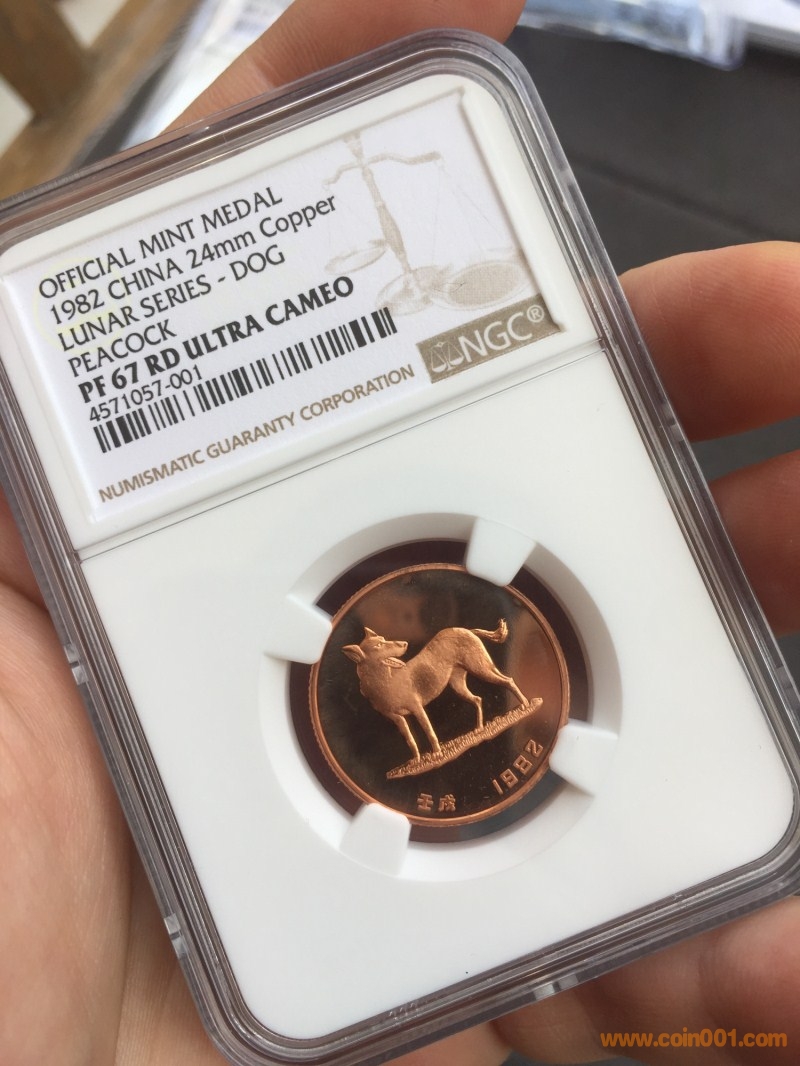 OFFICIAL MINT MEDAL
1982 CHINA 24mm Copper
LUNAR SERIES - DOG
PEACOCK
PF 67 RD ULTRA CAMEO
4571057-001
NUMISMATIC GUARANTY CORPORATION
NGC®
壬戌 1982
www.coin001.com